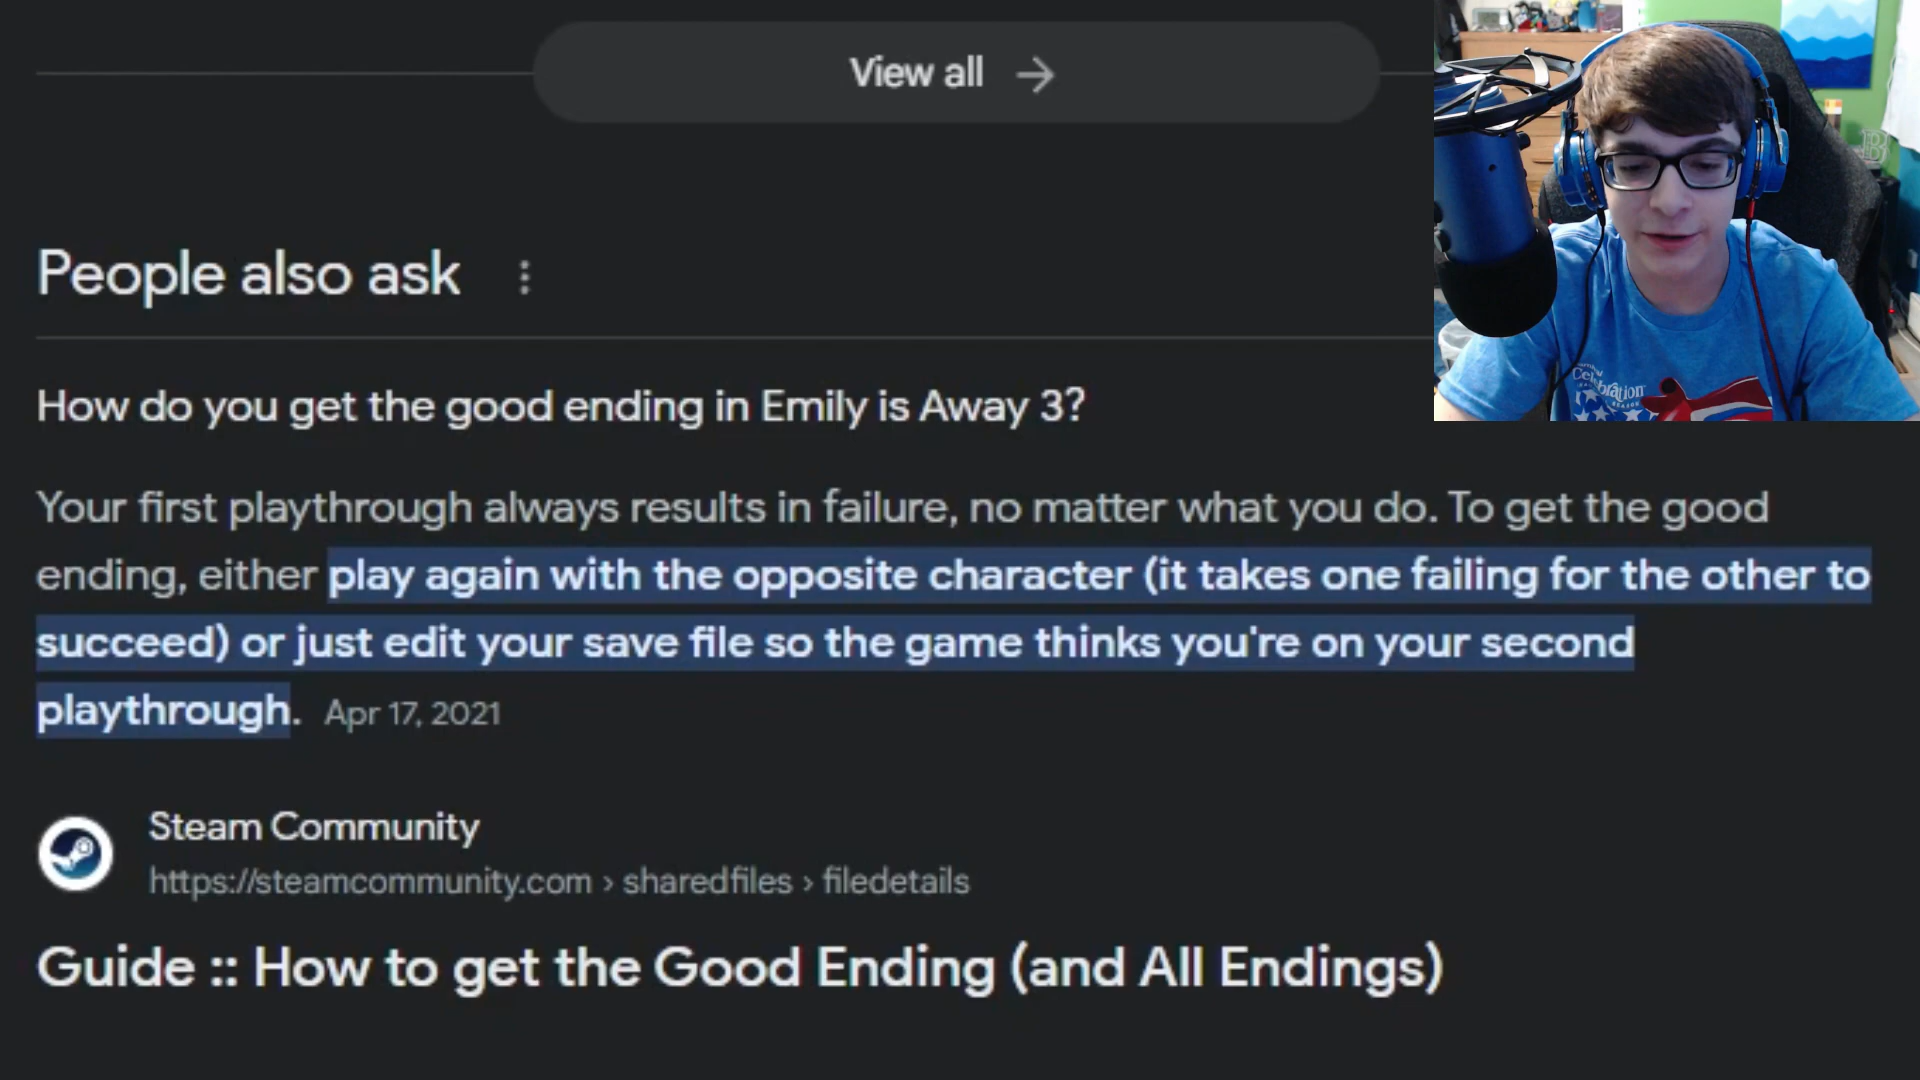 View all →
People also ask
How do you get the good ending in Emily is Away 3?
Your first playthrough always results in failure, no matter what you do. To get the good
ending, either play again with the opposite character (it takes one failing for the other to
succeed) or just edit your save file so the game thinks you're on your second
playthrough. Apr 17, 2021
Steam Community
https://steamcommunity.com › sharedfiles › filedetails
Guide :: How to get the Good Ending (and All Endings)
Celebration
B